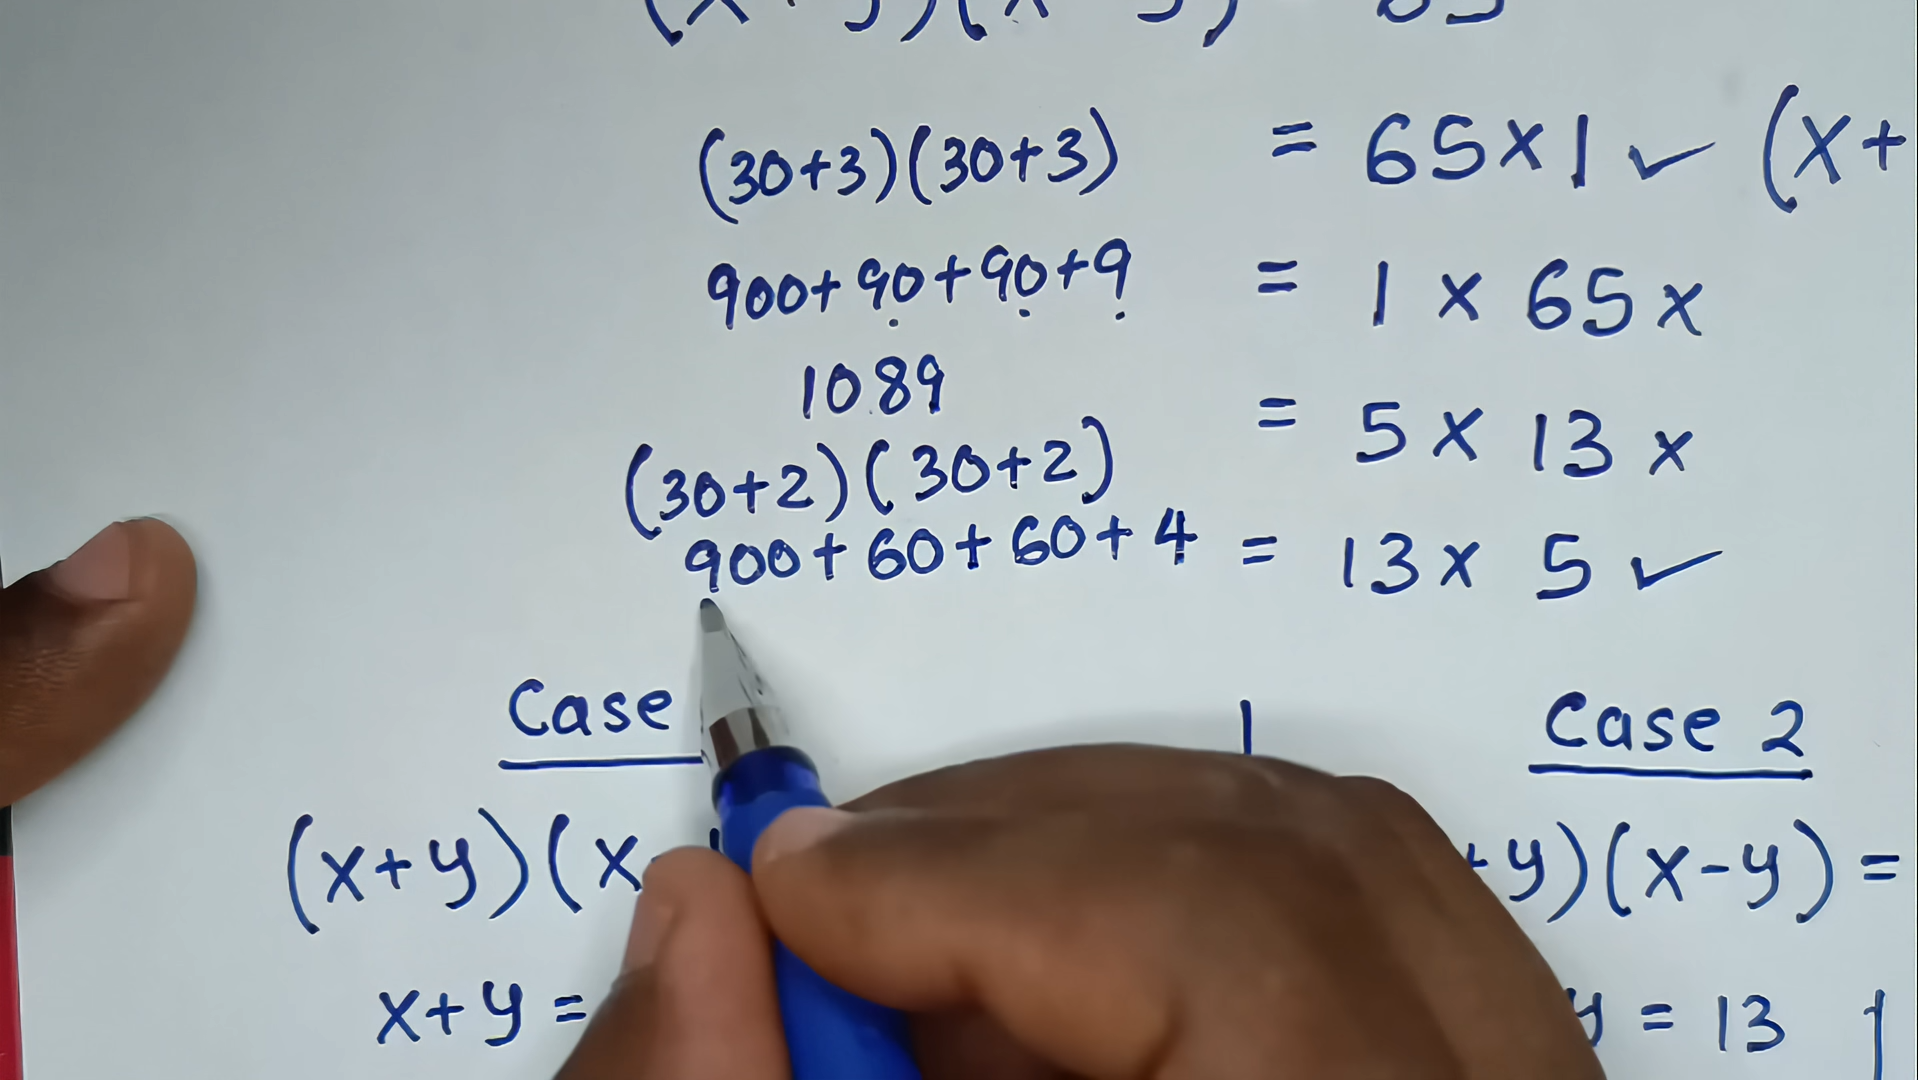 (x+y)(x-y) = 65
(30+3)(30+3) = 65x1 ✓ (x+
900+90+90+9 = 1 x 65 x
1089 = 5 x 13 x
(30+2)(30+2)
900+60+60+4 = 13 x 5 ✓
Case
Case 2
(x+y)(x-
+y)(x-y) =
x+y =
y = 13